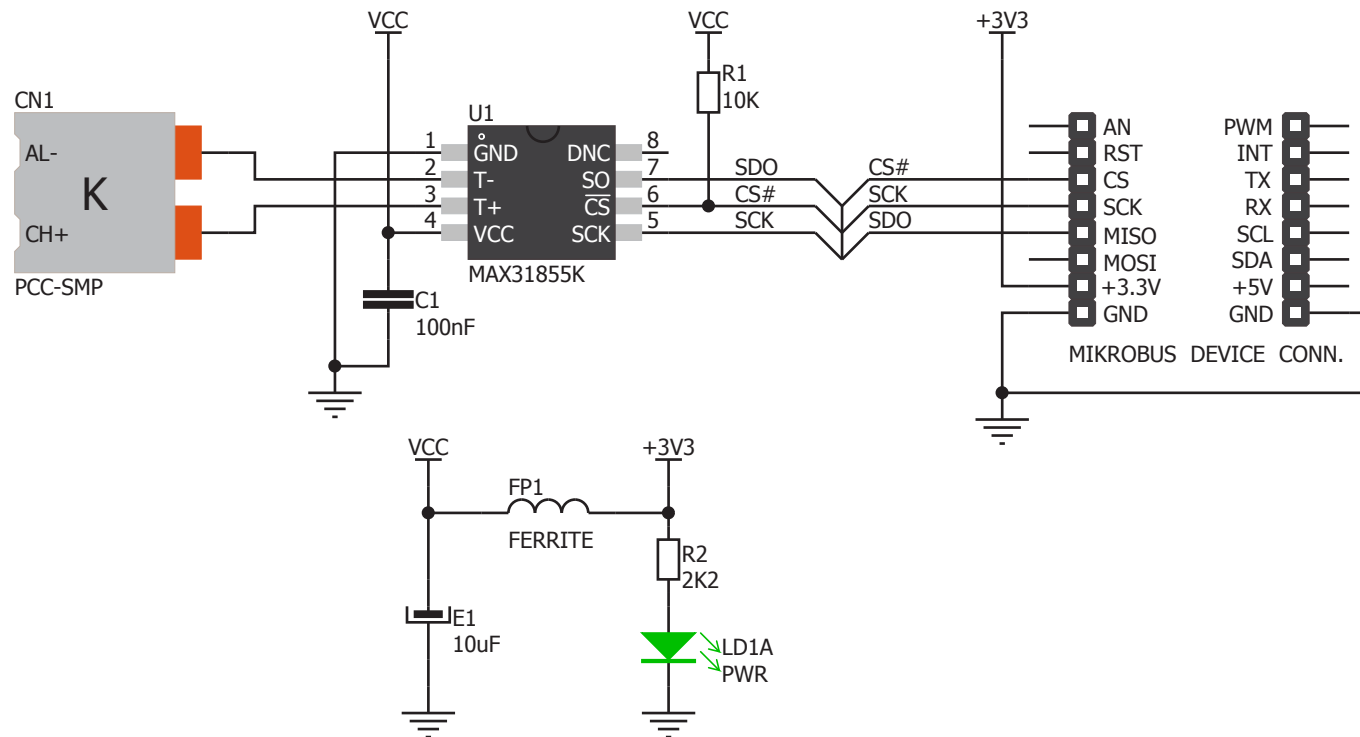 VCC
VCC
+3V3
CN1
AL-
K
CH+
PCC-SMP
R1
10K
U1
1
2
3
4
GND
T-
T+
VCC
DNC
SO
CS
SCK
8
7
6
5
MAX31855K
C1
100nF
SDO
CS#
SCK
CS#
SCK
SDO
AN
RST
CS
SCK
MISO
MOSI
+3.3V
GND
PWM
INT
TX
RX
SCL
SDA
+5V
GND
MIKROBUS DEVICE CONN.
VCC
+3V3
FP1
FERRITE
R2
2K2
E1
10uF
LD1A
PWR